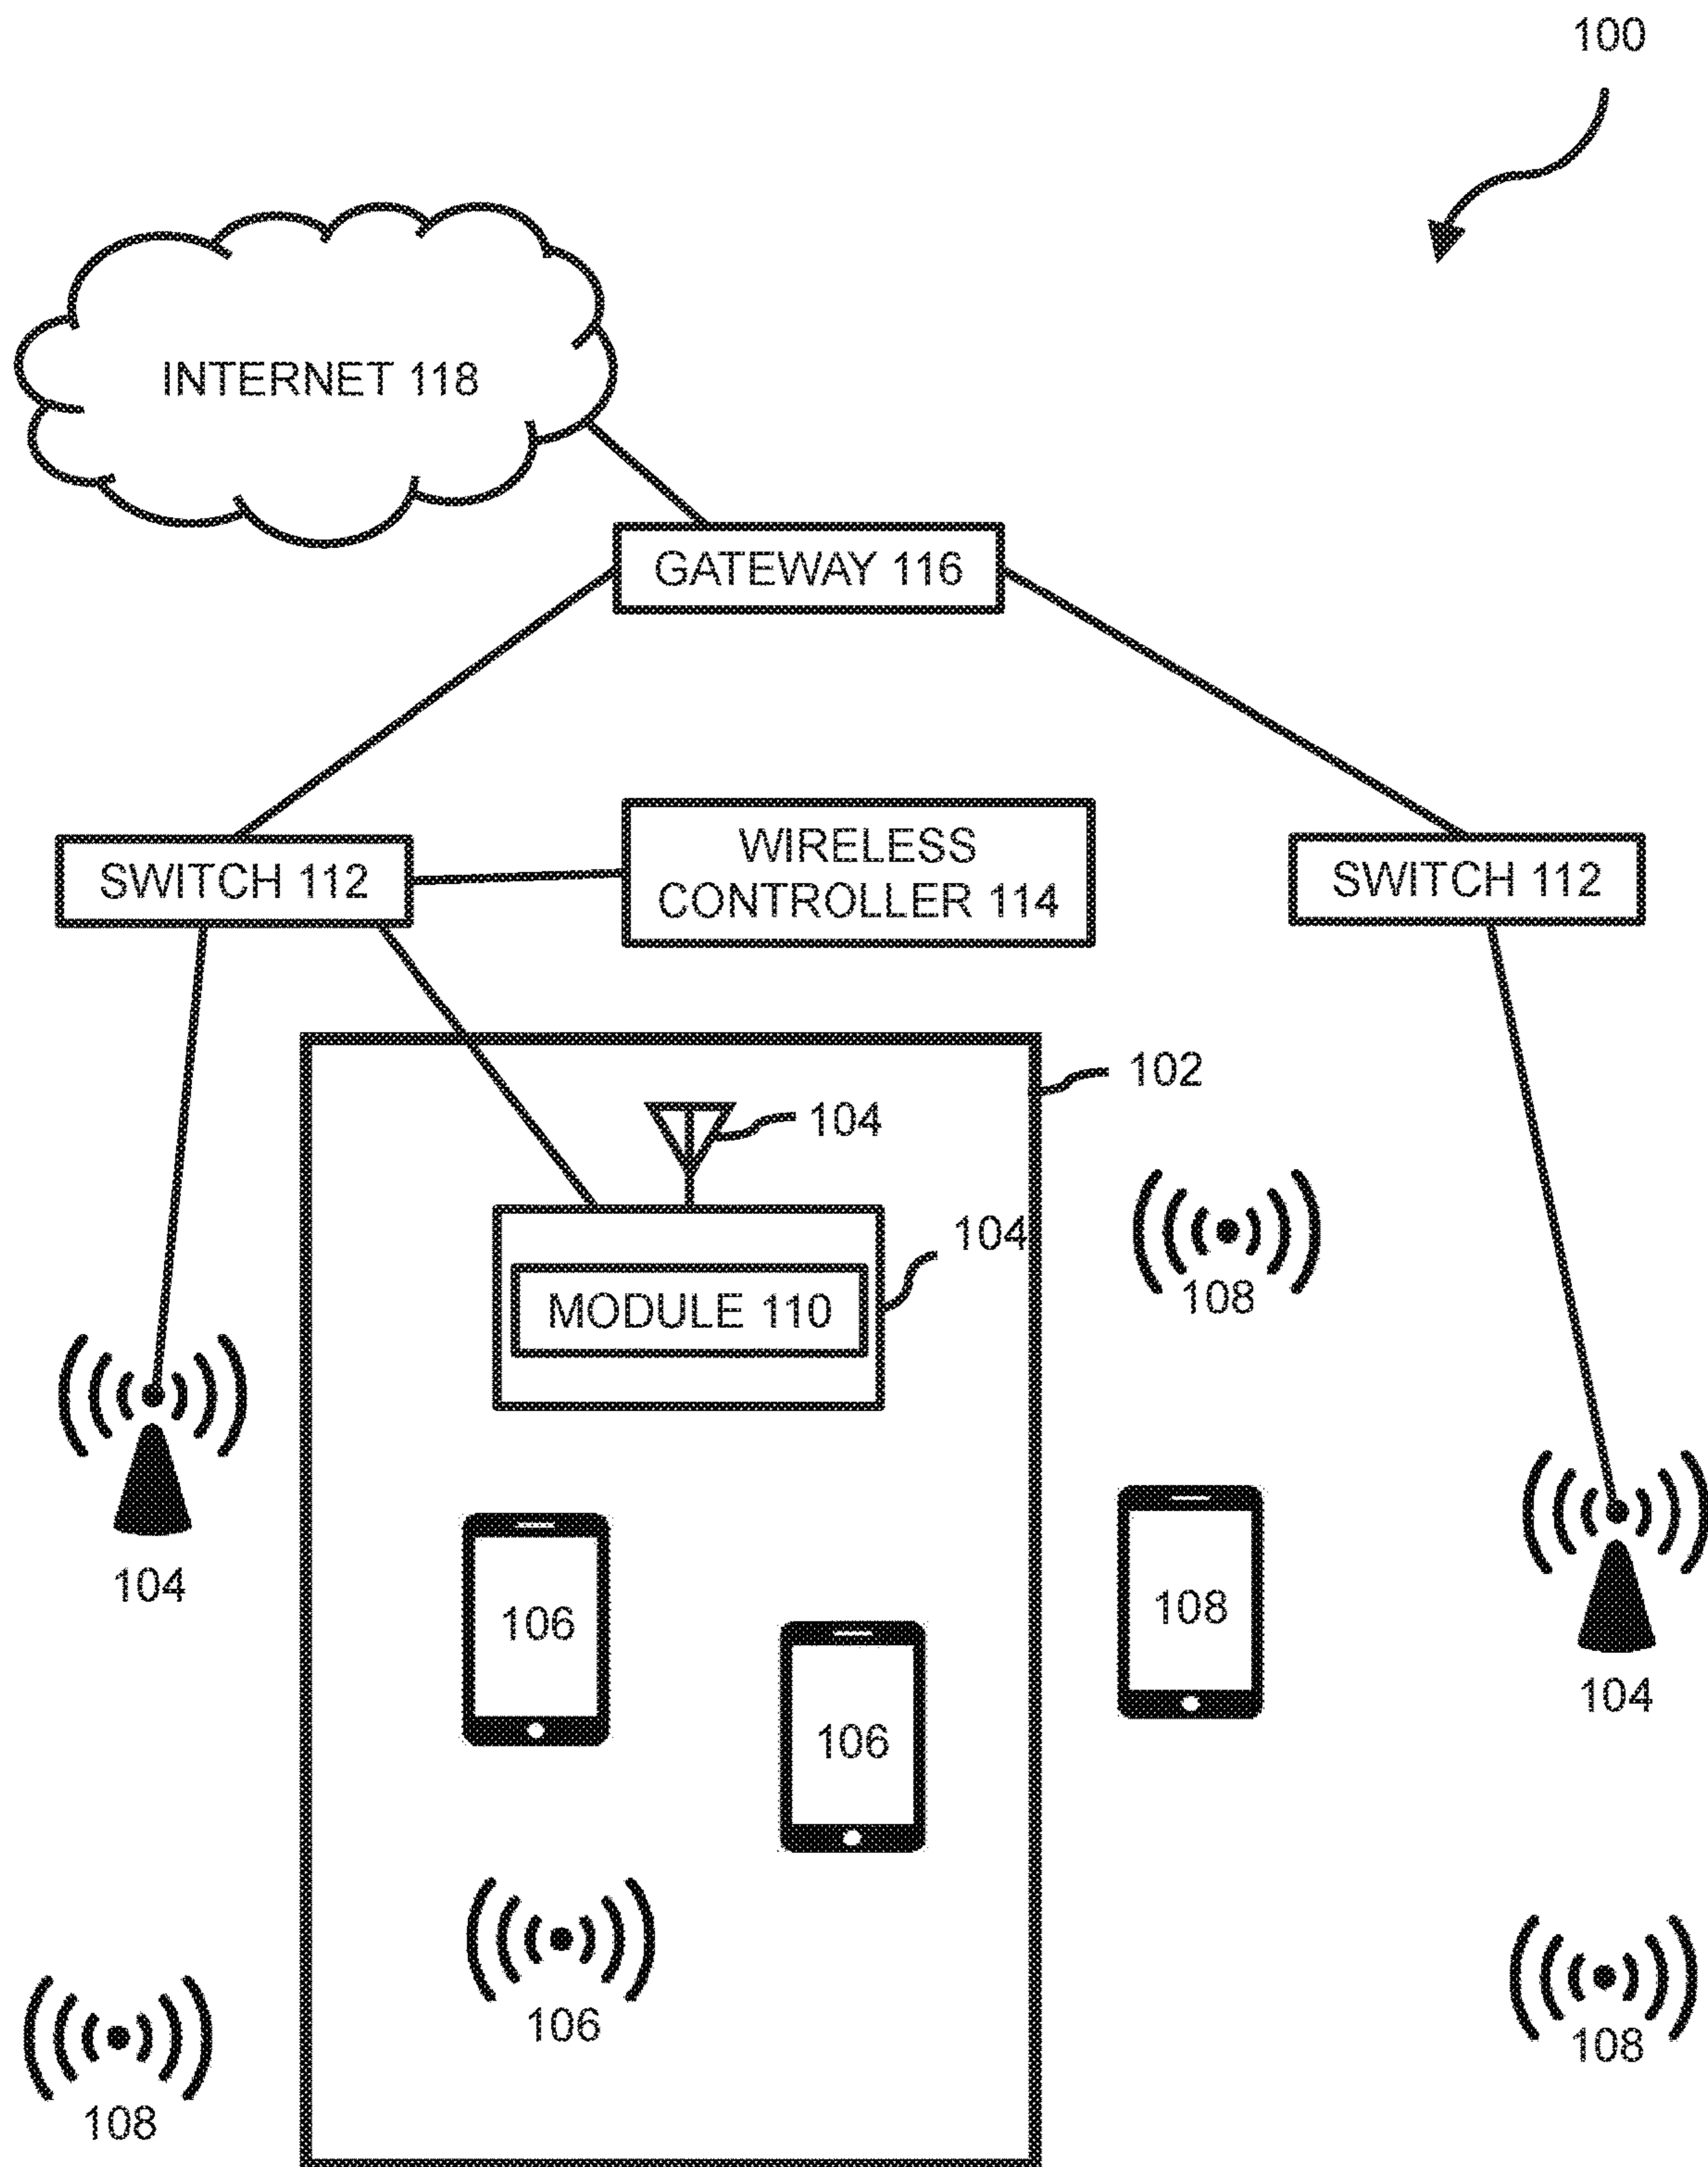 100
INTERNET 118
GATEWAY 116
SWITCH 112
WIRELESS
CONTROLLER 114
SWITCH 112
102
104
104
MODULE 110
108
104
106
108
106
104
106
108
108